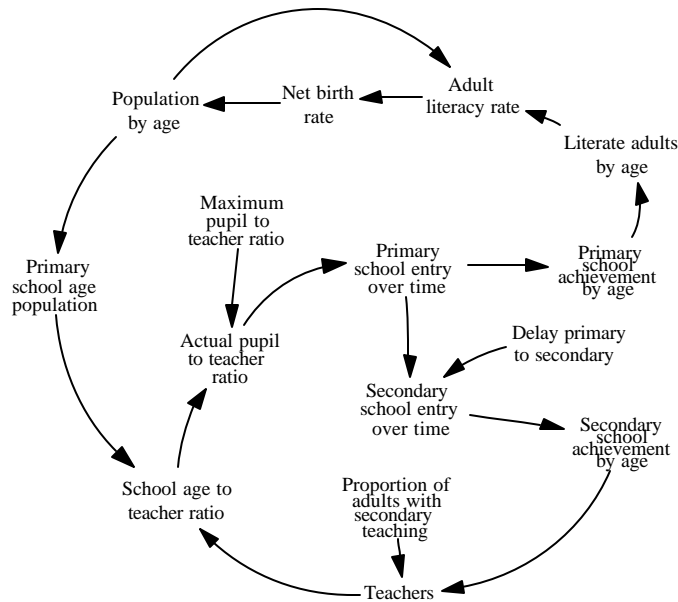 Population
by age
Net birth
rate
Adult
literacy rate
Literate adults
by age
Maximum
pupil to
teacher ratio
Primary
school age
population
Primary
school entry
over time
Primary
school
achievement
by age
Actual pupil
to teacher
ratio
Delay primary
to secondary
Secondary
school entry
over time
Secondary
school
achievement
by age
School age to
teacher ratio
Proportion of
adults with
secondary
teaching
Teachers